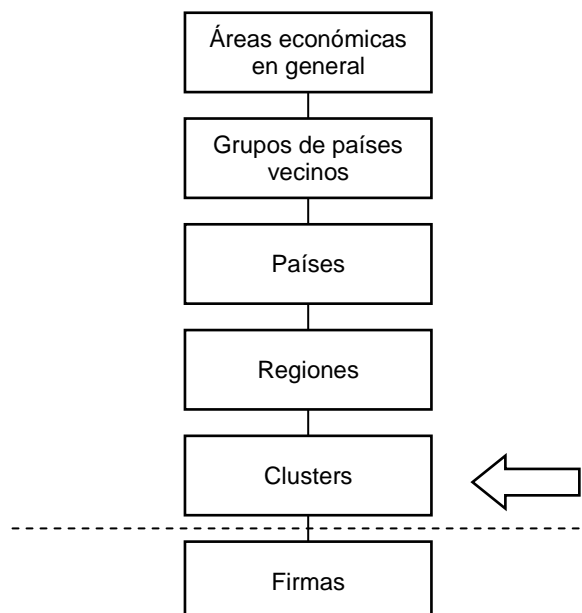 Áreas económicas
en general
Grupos de países
vecinos
Países
Regiones
Clusters
Firmas